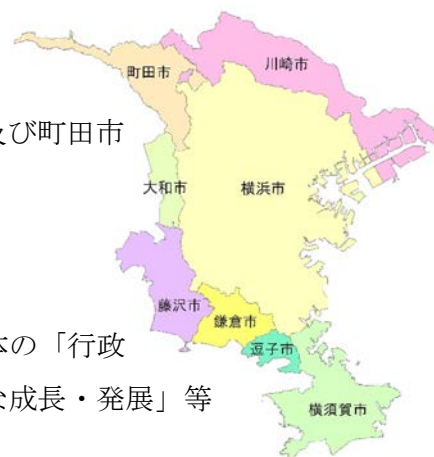 川崎市
町田市
及び町田市
大和市
横浜市
藤沢市
鎌倉市
体の「行政
逗子市
な成長・発展」等
横須賀市